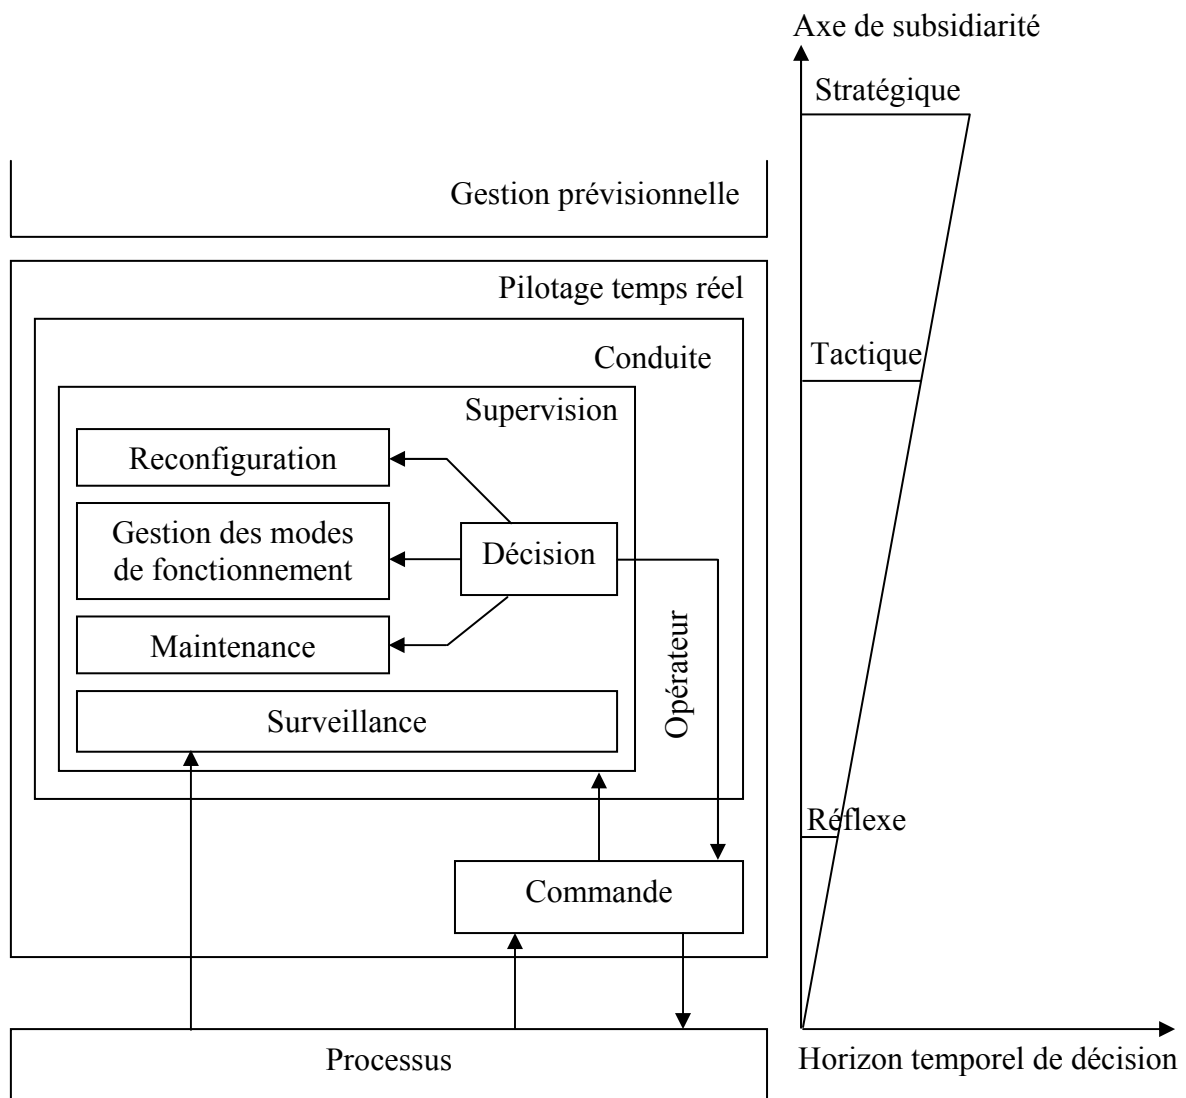 Axe de subsidiarité
Stratégique
Gestion prévisionnelle
Pilotage temps réel
Conduite
Tactique
Supervision
Reconfiguration
Gestion des modes
de fonctionnement
Décision
Maintenance
Opérateur
Surveillance
Réflexe
Commande
Processus
Horizon temporel de décision